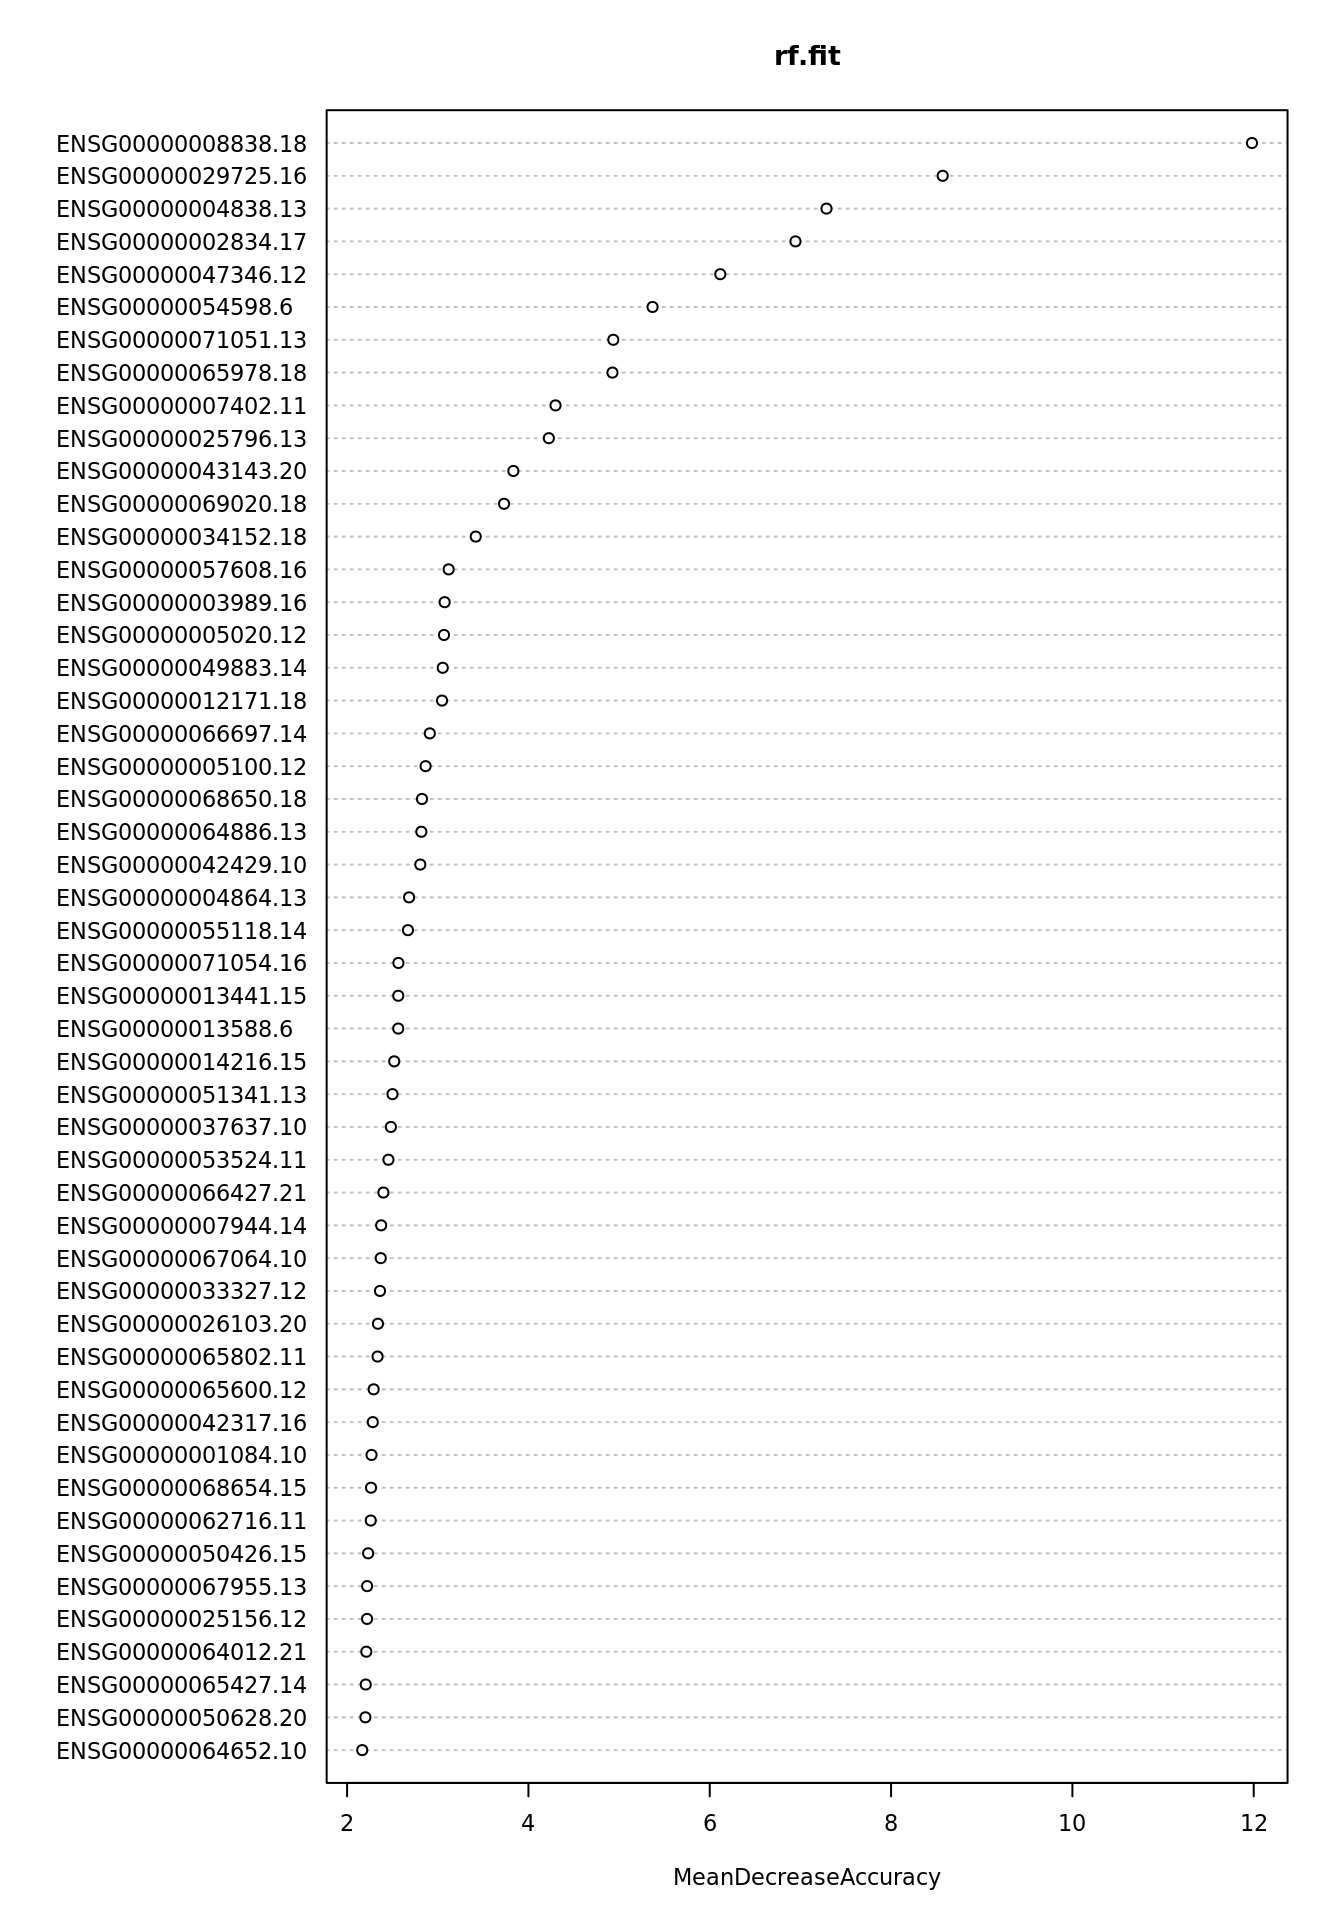 rf.fit
ENSG00000008838.18
ENSG00000029725.16
ENSG00000004838.13
ENSG00000002834.17
ENSG00000047346.12
ENSG00000054598.6
ENSG00000071051.13
ENSG00000065978.18
ENSG00000007402.11
ENSG00000025796.13
ENSG00000043143.20
ENSG00000069020.18
ENSG00000034152.18
ENSG00000057608.16
ENSG00000003989.16
ENSG00000005020.12
ENSG00000049883.14
ENSG00000012171.18
ENSG00000066697.14
ENSG00000005100.12
ENSG00000068650.18
ENSG00000064886.13
ENSG00000042429.10
ENSG00000004864.13
ENSG00000055118.14
ENSG00000071054.16
ENSG00000013441.15
ENSG00000013588.6
ENSG00000014216.15
ENSG00000051341.13
ENSG00000037637.10
ENSG00000053524.11
ENSG00000066427.21
ENSG00000007944.14
ENSG00000067064.10
ENSG00000033327.12
ENSG00000026103.20
ENSG00000065802.11
ENSG00000065600.12
ENSG00000042317.16
ENSG00000001084.10
ENSG00000068654.15
ENSG00000062716.11
ENSG00000050426.15
ENSG00000067955.13
ENSG00000025156.12
ENSG00000064012.21
ENSG00000065427.14
ENSG00000050628.20
ENSG00000064652.10
2 4 6 8 10 12
MeanDecreaseAccuracy